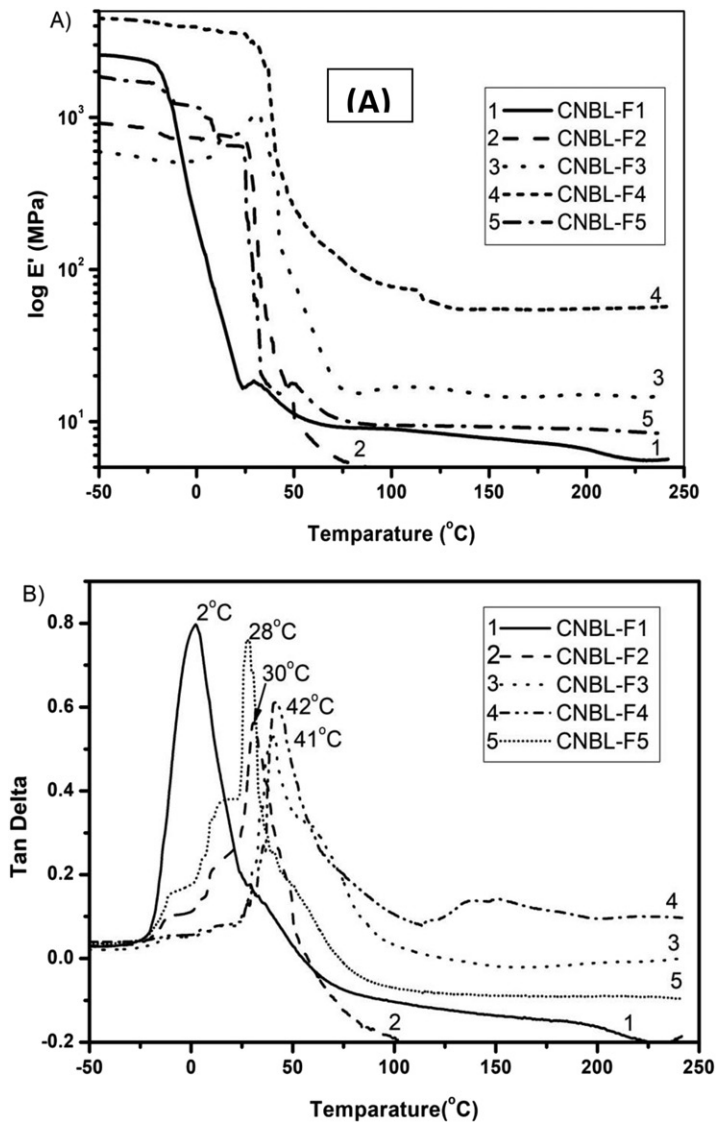 A)
(A)
1 CNBL-F1
2 CNBL-F2
3 CNBL-F3
4 CNBL-F4
5 CNBL-F5
log E' (MPa)
10³
10²
10¹
4
3
5
2
1
-50 0 50 100 150 200 250
Temparature (°C)
B)
2°C
28°C
30°C
42°C
41°C
1 CNBL-F1
2 CNBL-F2
3 CNBL-F3
4 CNBL-F4
5 CNBL-F5
Tan Delta
0.8
0.6
0.4
0.2
0.0
-0.2
4
3
5
2
1
-50 0 50 100 150 200 250
Temparature(°C)